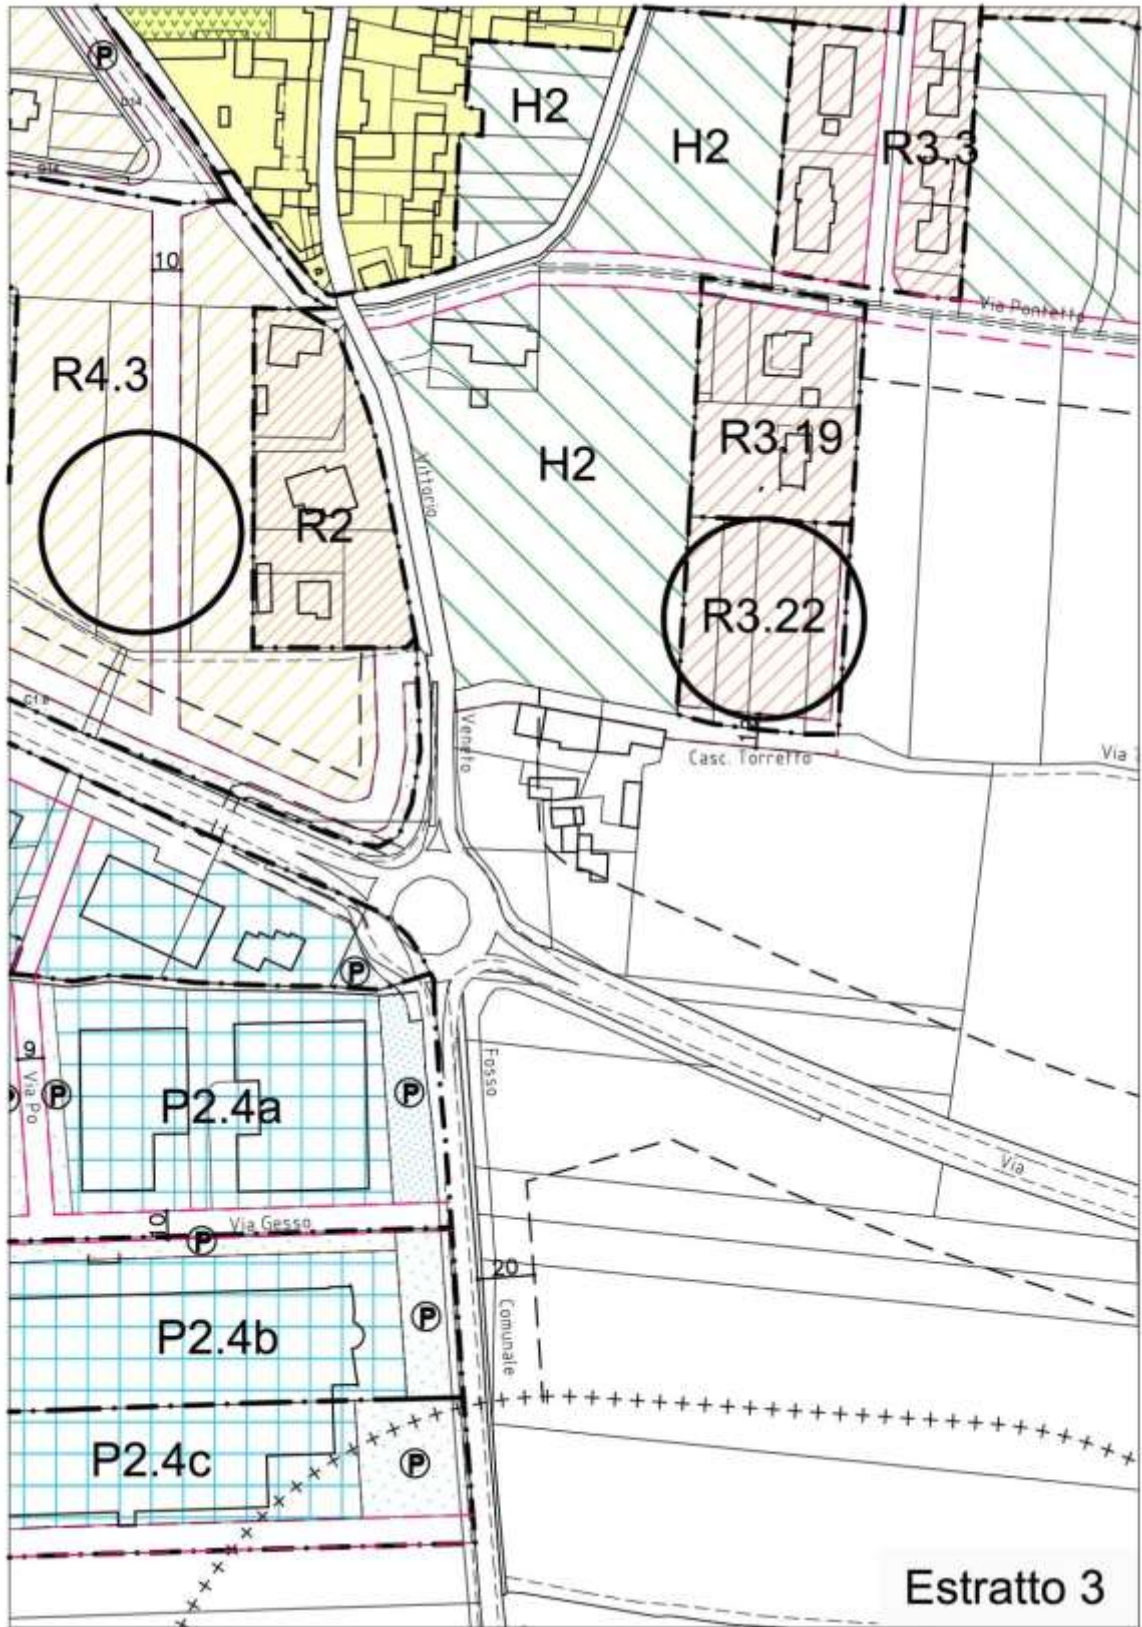 P
H2
H2
R3.3
10
Via Pontetto
R4.3
R3.19
H2
Vittorio
R2
R3.22
Veneto
Casc. Torretto
Via
P
9
Via Po
P
P2.4a
P
Fosso
Via
10
Via Gesso
P
20
P
Comunale
P2.4b
P2.4c
P
Estratto 3